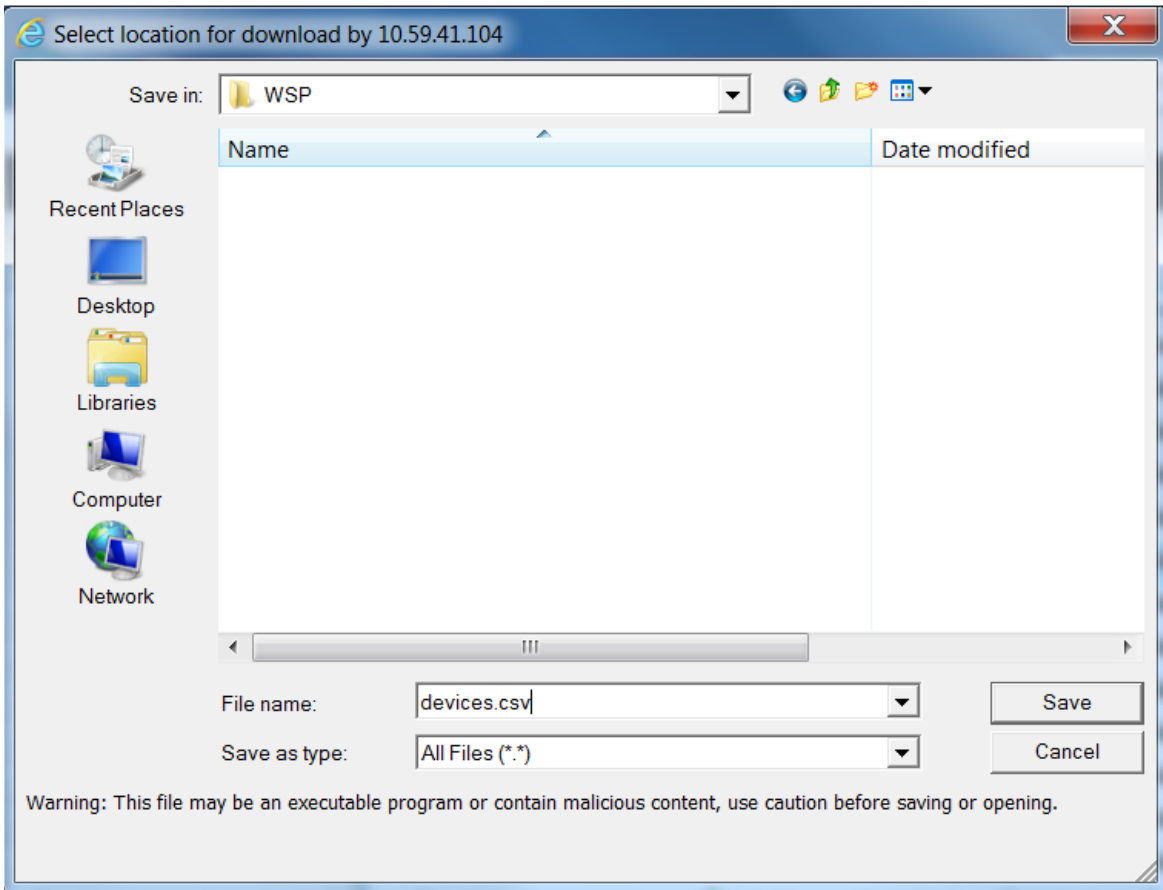 Select location for download by 10.59.41.104
X
Save in: WSP
Name Date modified
Recent Places
Desktop
Libraries
Computer
Network
File name: devices.csv Save
Save as type: All Files (*.*) Cancel
Warning: This file may be an executable program or contain malicious content, use caution before saving or opening.